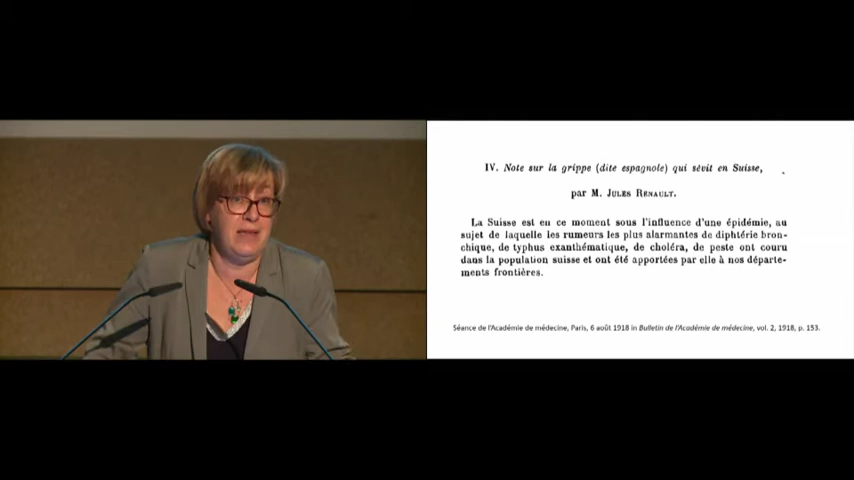 IV. Note sur la grippe (dite espagnole) qui sévit en Suisse,
par M. JULES RENAULT.
La Suisse est en ce moment sous l'influence d'une épidémie, au
sujet de laquelle les rumeurs les plus alarmantes de diphtérie bron-
chique, de typhus exanthématique, de choléra, de peste ont couru
dans la population suisse et ont été apportées par elle à nos départe-
ments frontières.
Séance de l'Académie de médecine, Paris, 6 août 1918 in Bulletin de l'Académie de médecine, vol. 2, 1918, p. 153.